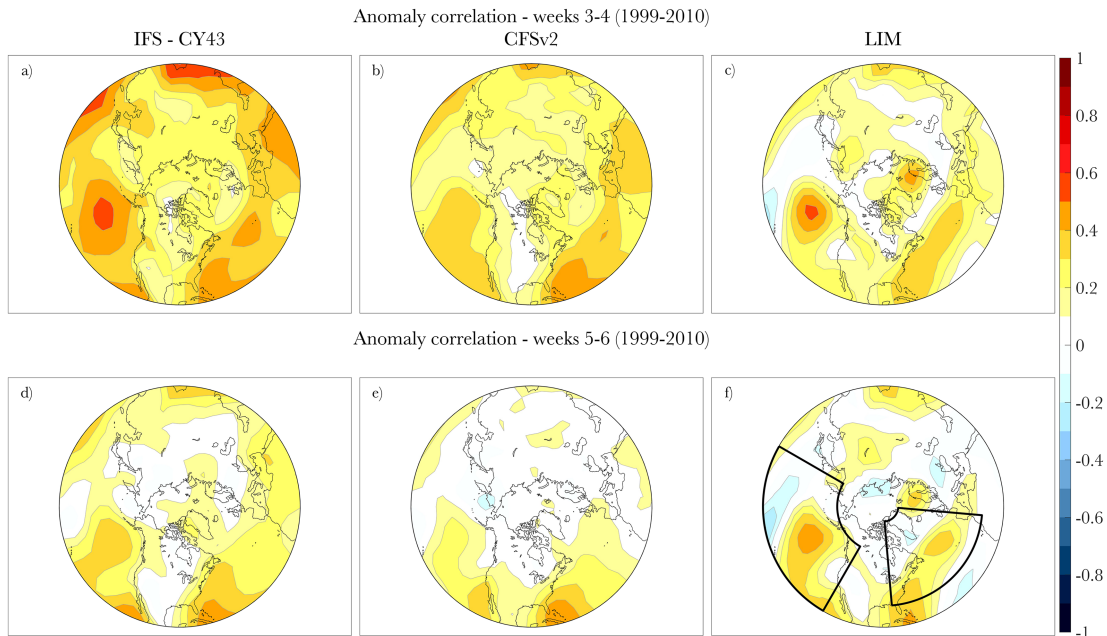 Anomaly correlation - weeks 3-4 (1999-2010)
IFS - CY43
CFSv2
LIM
a)
b)
c)
1
0.8
0.6
0.4
0.2
0
-0.2
-0.4
-0.6
-0.8
-1
Anomaly correlation - weeks 5-6 (1999-2010)
d)
e)
f)